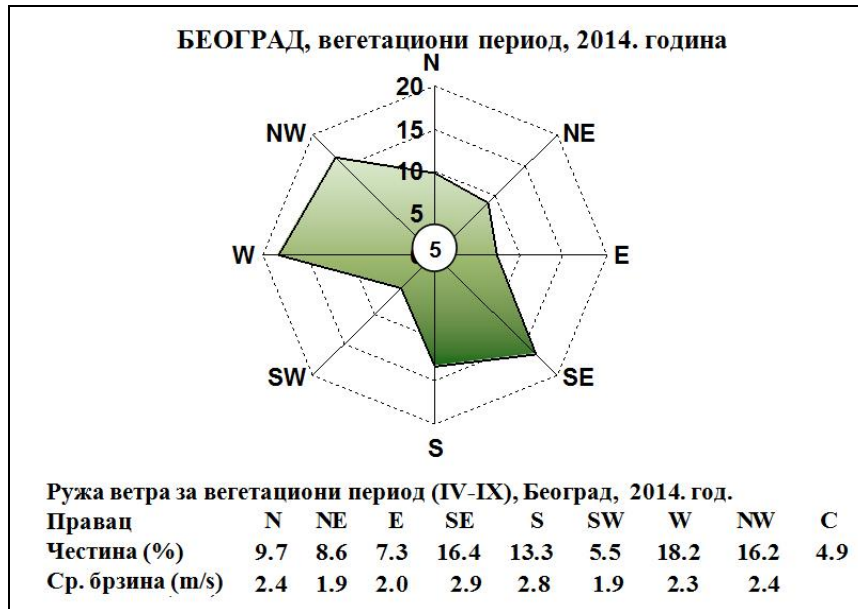 БЕОГРАД, вегетациони период, 2014. година
N
20
NW
NE
15
10
5
W
5
E
SW
SE
S
Ружа ветра за вегетациони период (IV-IX), Београд, 2014. год.
Правац N NE E SE S SW W NW C
Честина (%) 9.7 8.6 7.3 16.4 13.3 5.5 18.2 16.2 4.9
Ср. брзина (m/s) 2.4 1.9 2.0 2.9 2.8 1.9 2.3 2.4